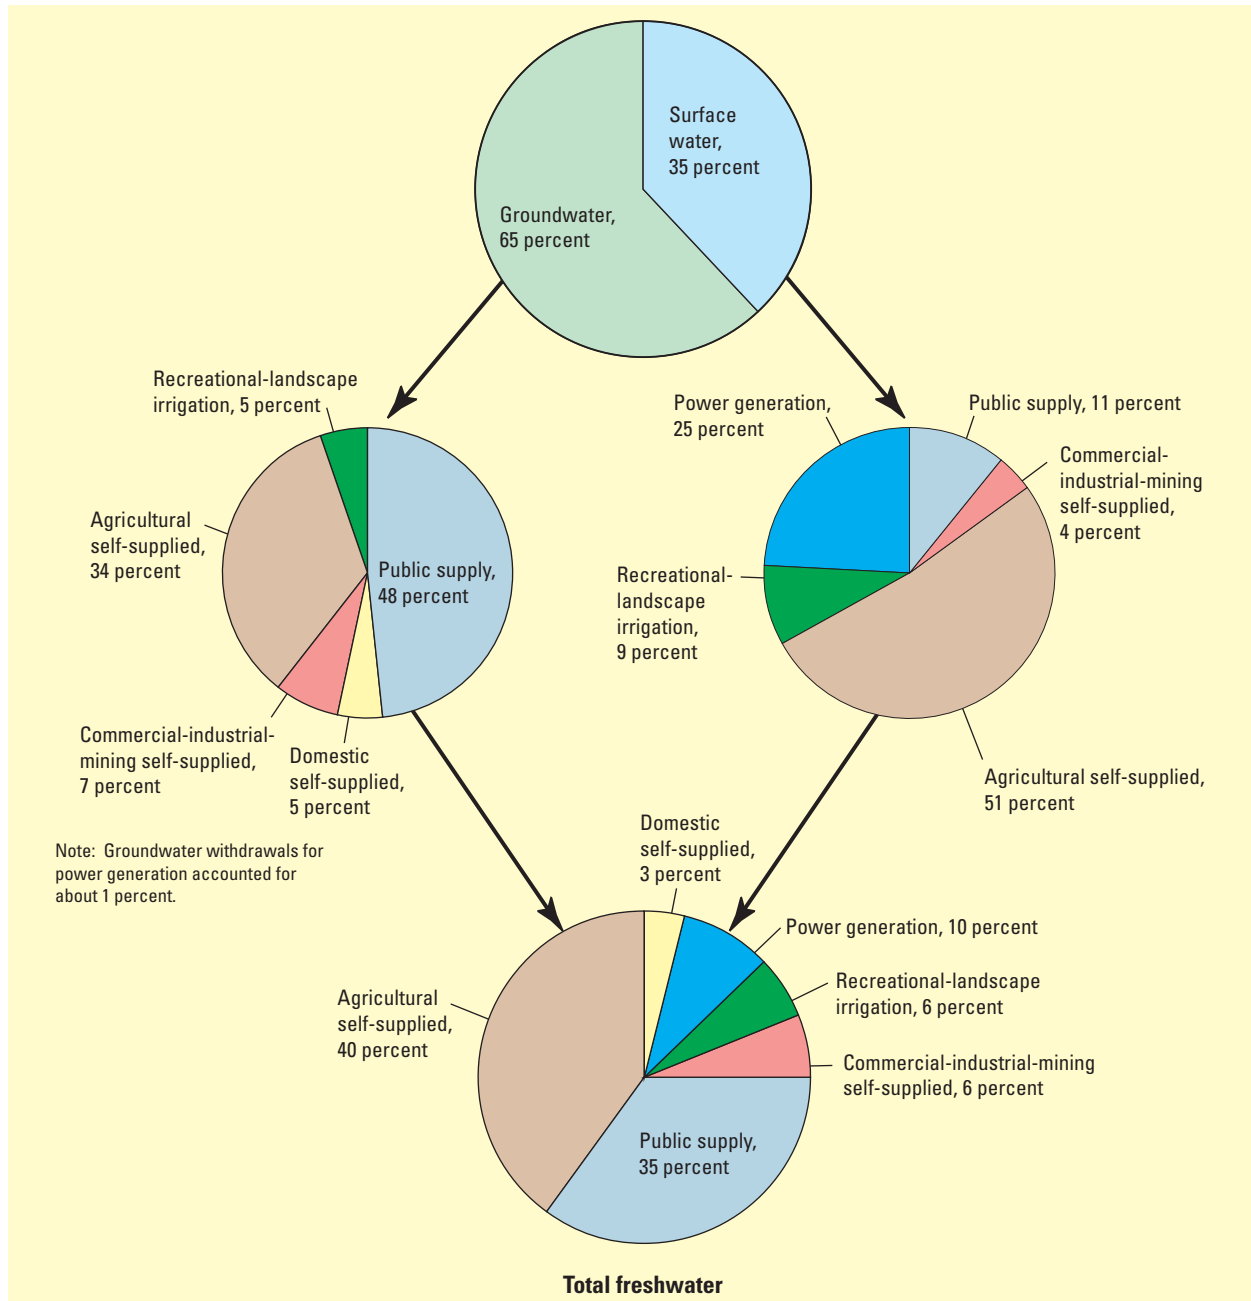 Surface
water,
35 percent
Groundwater,
65 percent
Recreational-landscape
irrigation, 5 percent
Agricultural
self-supplied,
34 percent
Public supply,
48 percent
Commercial-industrial-
mining self-supplied,
7 percent
Domestic
self-supplied,
5 percent
Note:  Groundwater withdrawals for
power generation accounted for
about 1 percent.
Power generation,
25 percent
Public supply, 11 percent
Commercial-
industrial-mining
self-supplied,
4 percent
Recreational-
landscape
irrigation,
9 percent
Agricultural self-supplied,
51 percent
Domestic
self-supplied,
3 percent
Power generation, 10 percent
Recreational-landscape
irrigation, 6 percent
Commercial-industrial-mining
self-supplied, 6 percent
Agricultural
self-supplied,
40 percent
Public supply,
35 percent
Total freshwater